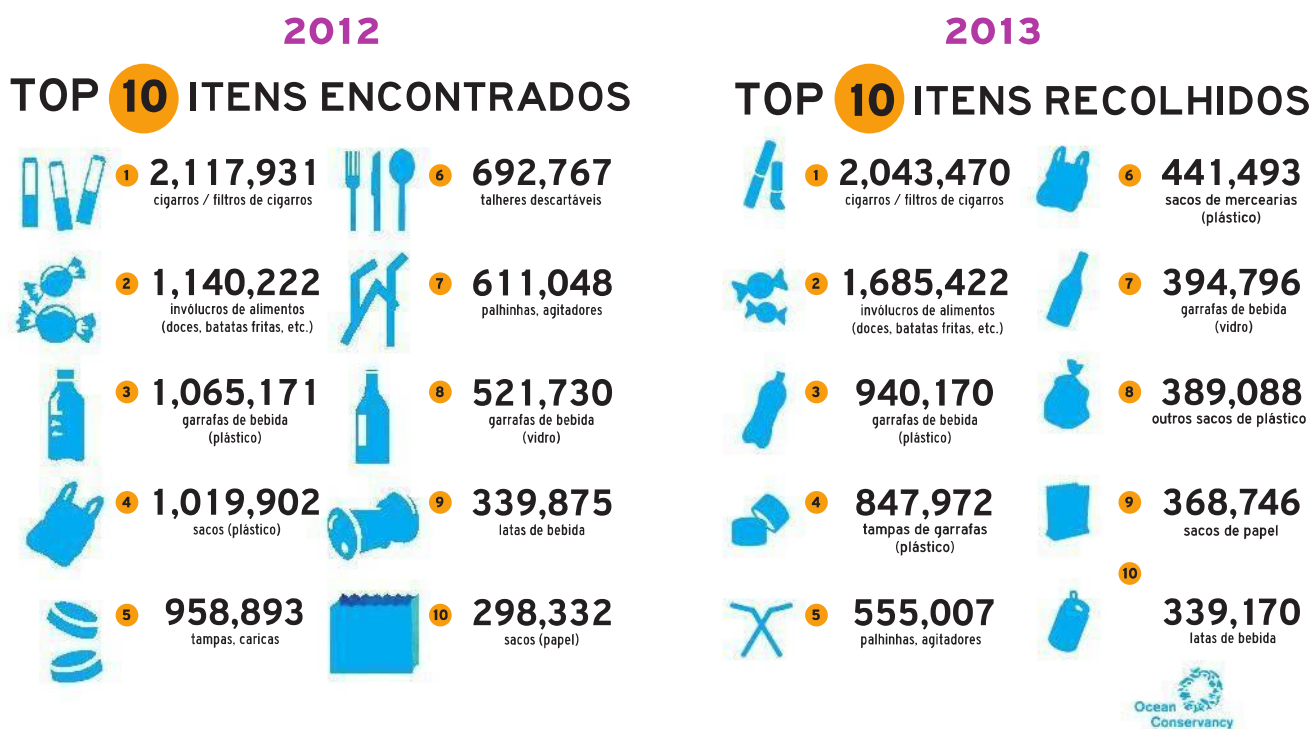 2012
TOP 10 ITENS ENCONTRADOS
1 2,117,931
cigarros / filtros de cigarros
2 1,140,222
invólucros de alimentos
(doces, batatas fritas, etc.)
3 1,065,171
garrafas de bebida
(plástico)
4 1,019,902
sacos (plástico)
5 958,893
tampas, caricas
6 692,767
talheres descartáveis
7 611,048
palhinhas, agitadores
8 521,730
garrafas de bebida
(vidro)
9 339,875
latas de bebida
10 298,332
sacos (papel)
2013
TOP 10 ITENS RECOLHIDOS
1 2,043,470
cigarros / filtros de cigarros
2 1,685,422
invólucros de alimentos
(doces, batatas fritas, etc.)
3 940,170
garrafas de bebida
(plástico)
4 847,972
tampas de garrafas
(plástico)
5 555,007
palhinhas, agitadores
6 441,493
sacos de mercearias
(plástico)
7 394,796
garrafas de bebida
(vidro)
8 389,088
outros sacos de plástico
9 368,746
sacos de papel
10
339,170
latas de bebida
Ocean
Conservancy